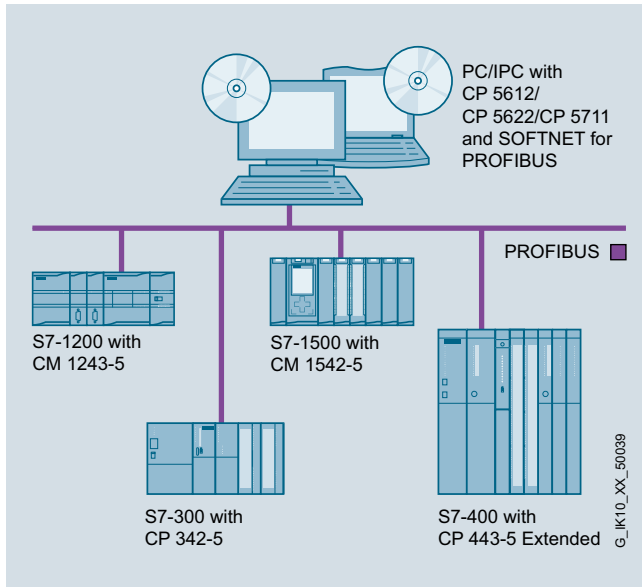 PC/IPC with
CP 5612/
CP 5622/CP 5711
and SOFTNET for
PROFIBUS
PROFIBUS
S7-1200 with
CM 1243-5
S7-1500 with
CM 1542-5
S7-300 with
CP 342-5
S7-400 with
CP 443-5 Extended
G_IK10_XX_50039